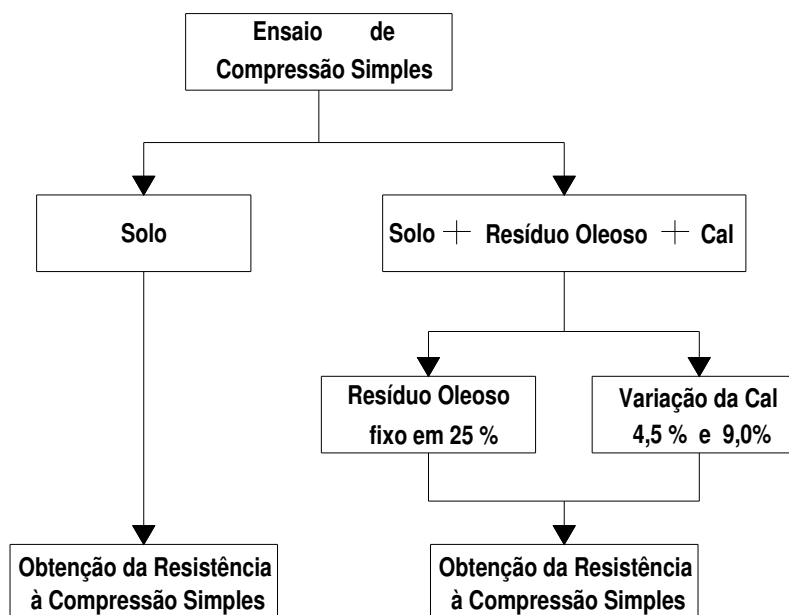 Ensaio de
Compressão Simples
Solo
Solo + Resíduo Oleoso + Cal
Resíduo Oleoso
fixo em 25 %
Variação da Cal
4,5 % e 9,0%
Obtenção da Resistência
à Compressão Simples
Obtenção da Resistência
à Compressão Simples